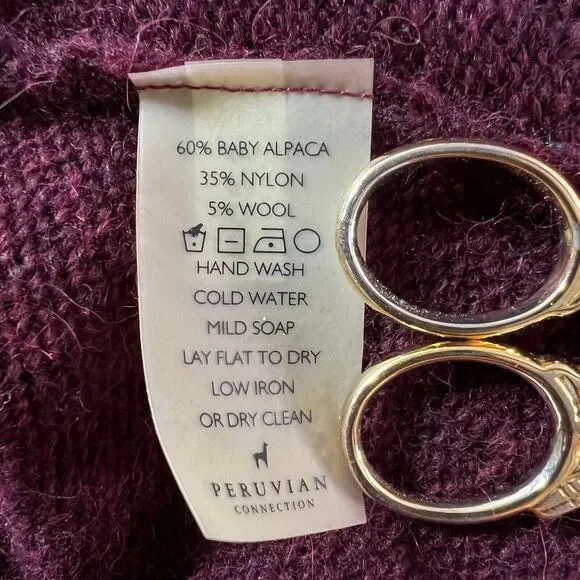 60% BABY ALPACA
35% NYLON
5% WOOL
HAND WASH
COLD WATER
MILD SOAP
LAY FLAT TO DRY
LOW IRON
OR DRY CLEAN
PERUVIAN
CONNECTION